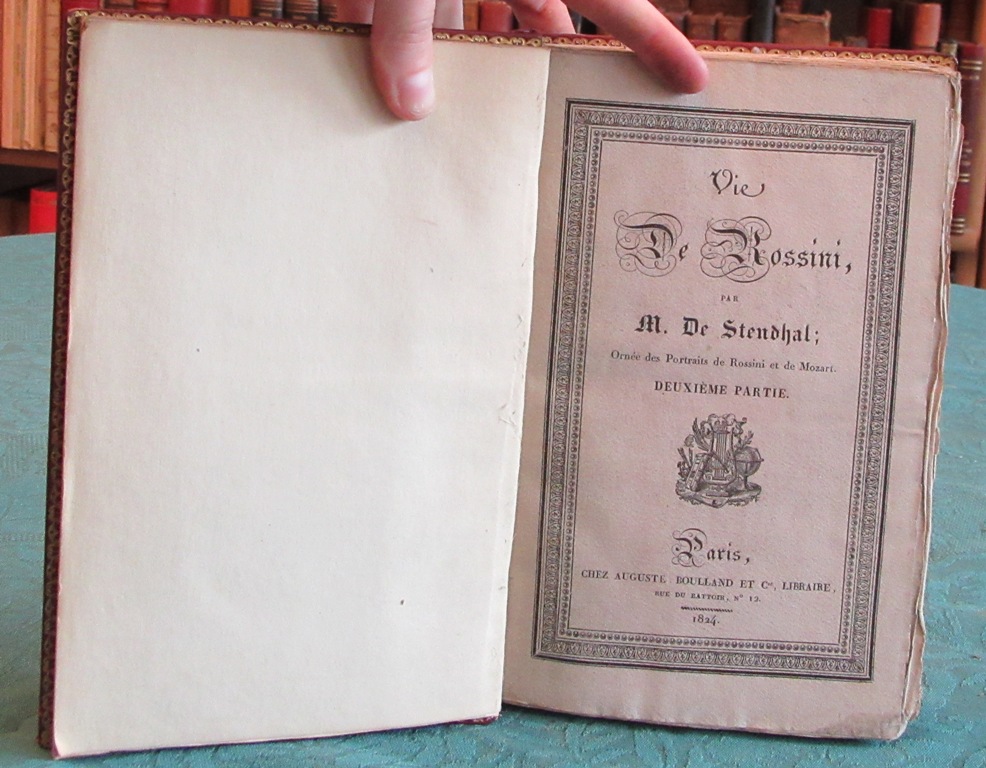 Vie
De Rossini,
PAR
M. De Stendhal;
Ornée des Portraits de Rossini et de Mozart.
DEUXIÈME PARTIE.
Paris,
CHEZ AUGUSTE BOULLAND ET Cie, LIBRAIRE,
RUE DU BATTOIR, N° 12.
1824.